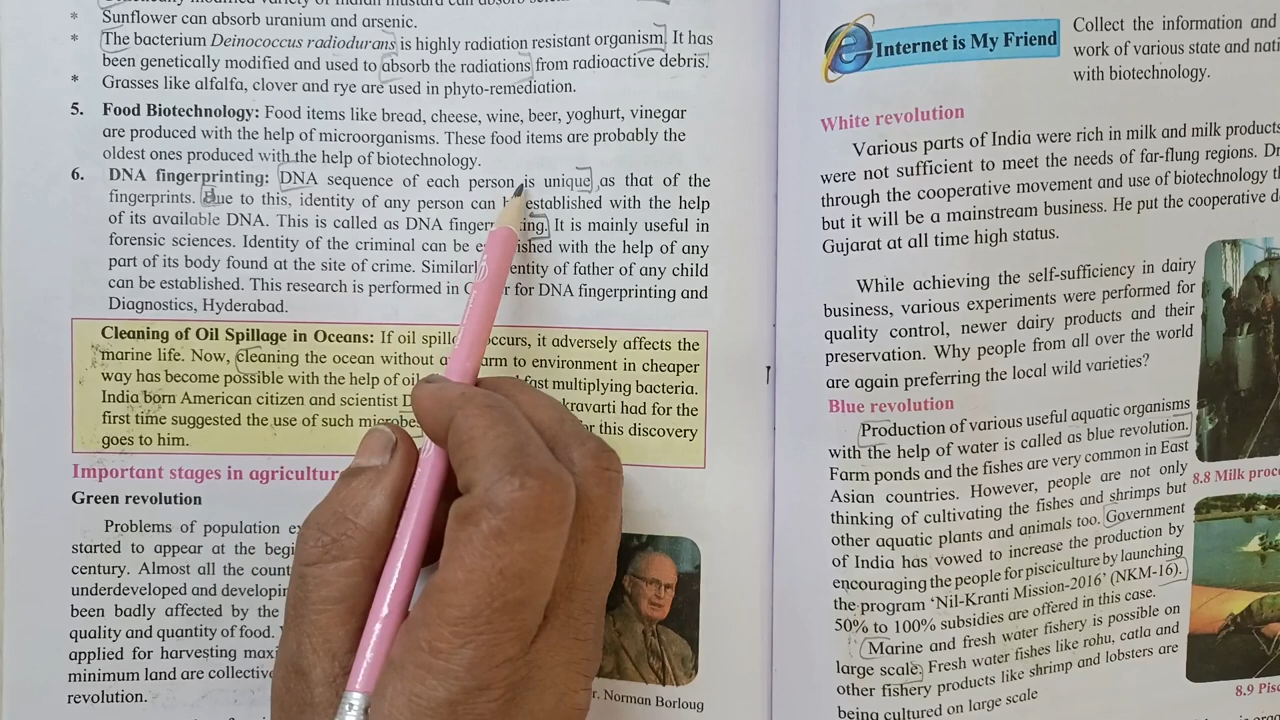 * Sunflower can absorb uranium and arsenic.
* The bacterium Deinococcus radiodurans is highly radiation resistant organism. It has
been genetically modified and used to absorb the radiations from radioactive debris.
* Grasses like alfalfa, clover and rye are used in phyto-remediation.
5. Food Biotechnology: Food items like bread, cheese, wine, beer, yoghurt, vinegar
are produced with the help of microorganisms. These food items are probably the
oldest ones produced with the help of biotechnology.
6. DNA fingerprinting: DNA sequence of each person is unique as that of the
fingerprints. Due to this, identity of any person can established with the help
of its available DNA. This is called as DNA It is mainly useful in
forensic sciences. Identity of the criminal can be with the help of any
part of its body found at the site of crime. of father of any child
can be established. This research is performed in for DNA fingerprinting and
Diagnostics, Hyderabad.
Cleaning of Oil Spillage in Oceans: If oil occurs, it adversely affects the
marine life. Now, cleaning the ocean without to environment in cheaper
way has become possible with the help of oil fast multiplying bacteria.
India born American citizen and scientist had for the
first time suggested the use of such this discovery
goes to him.
Important stages in
Green revolution
Problems of population
started to appear at the
century. Almost all the
underdeveloped and
been badly affected by the
quality and quantity of food.
applied for harvesting
minimum land are
revolution.
Norman Borloug
Internet is My Friend
Collect the information and
work of various state and
with biotechnology.
White revolution
Various parts of India were rich in milk and milk
were not sufficient to meet the needs of far-flung regions.
through the cooperative movement and use of biotechnology
but it will be a mainstream business. He put the cooperative
Gujarat at all time high status.
While achieving the self-sufficiency in dairy
business, various experiments were performed for
quality control, newer dairy products and their
preservation. Why people from all over the world
are again preferring the local wild varieties?
8.8 Milk
Blue revolution
Production of various useful aquatic organisms
with the help of water is called as blue revolution.
Farm ponds and the fishes are very common in East
Asian countries. However, people are not only
thinking of cultivating the fishes and shrimps but
other aquatic plants and animals too. Government
of India has vowed to increase the production by
encouraging the people for pisciculture by launching
the program ‘Nil-Kranti Mission-2016’ (NKM-16).
50% to 100% subsidies are offered in this case.
Marine and fresh water fishery is possible on
large scale. Fresh water fishes like rohu, catla and
other fishery products like shrimp and lobsters are
being cultured on large scale
8.9